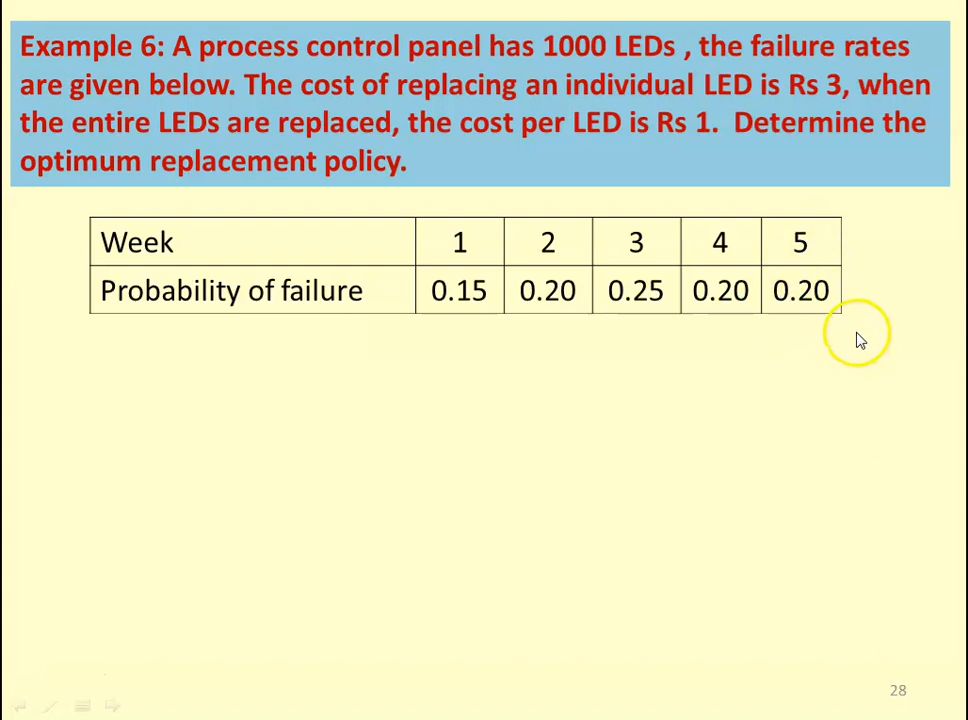 Example 6: A process control panel has 1000 LEDs , the failure rates
are given below. The cost of replacing an individual LED is Rs 3, when
the entire LEDs are replaced, the cost per LED is Rs 1. Determine the
optimum replacement policy.
Week 1 2 3 4 5
Probability of failure 0.15 0.20 0.25 0.20 0.20
28